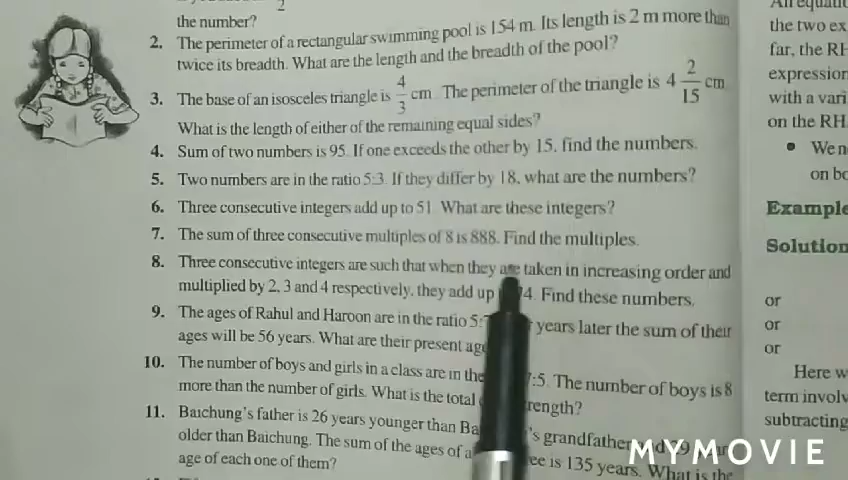 2
the number?
2. The perimeter of a rectangular swimming pool is 154 m. Its length is 2 m more than
twice its breadth. What are the length and the breadth of the pool?
3. The base of an isosceles triangle is 4/3 cm The perimeter of the triangle is 4 2/15 cm
What is the length of either of the remaining equal sides?
4. Sum of two numbers is 95. If one exceeds the other by 15, find the numbers.
5. Two numbers are in the ratio 5:3. If they differ by 18, what are the numbers?
6. Three consecutive integers add up to 51 What are these integers?
7. The sum of three consecutive multiples of 8 is 888. Find the multiples.
8. Three consecutive integers are such that when they are taken in increasing order and
multiplied by 2, 3 and 4 respectively, they add up 4. Find these numbers.
9. The ages of Rahul and Haroon are in the ratio 5: years later the sum of their
ages will be 56 years. What are their present
10. The number of boys and girls in a class are in the :5. The number of boys is 8
more than the number of girls. What is the total
11. Baichung's father is 26 years younger than 's grandfather
older than Baichung. The sum of the ages of is 135 years. What is the
age of each one of them?
An
the two ex
far, the RH
expression
with a vari
on the RH
• We n
on bo
Example
Solution
or
or
or
Here w
term involv
subtracting
MYMOVIE